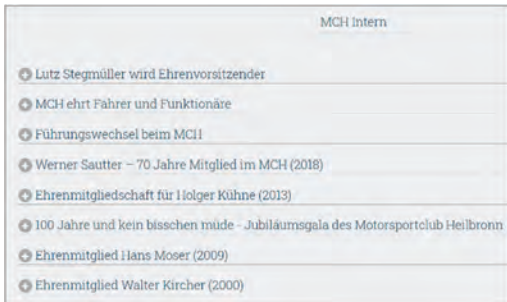 MCH Intern
Lutz Stegmüller wird Ehrenvorsitzender
MCH ehrt Fahrer und Funktionäre
Führungswechsel beim MCH
Werner Sautter – 70 Jahre Mitglied im MCH (2018)
Ehrenmitgliedschaft für Holger Kühne (2013)
100 Jahre und kein bisschen müde - Jubiläumsgala des Motorsportclub Heilbronn
Ehrenmitglied Hans Moser (2009)
Ehrenmitglied Walter Kircher (2000)